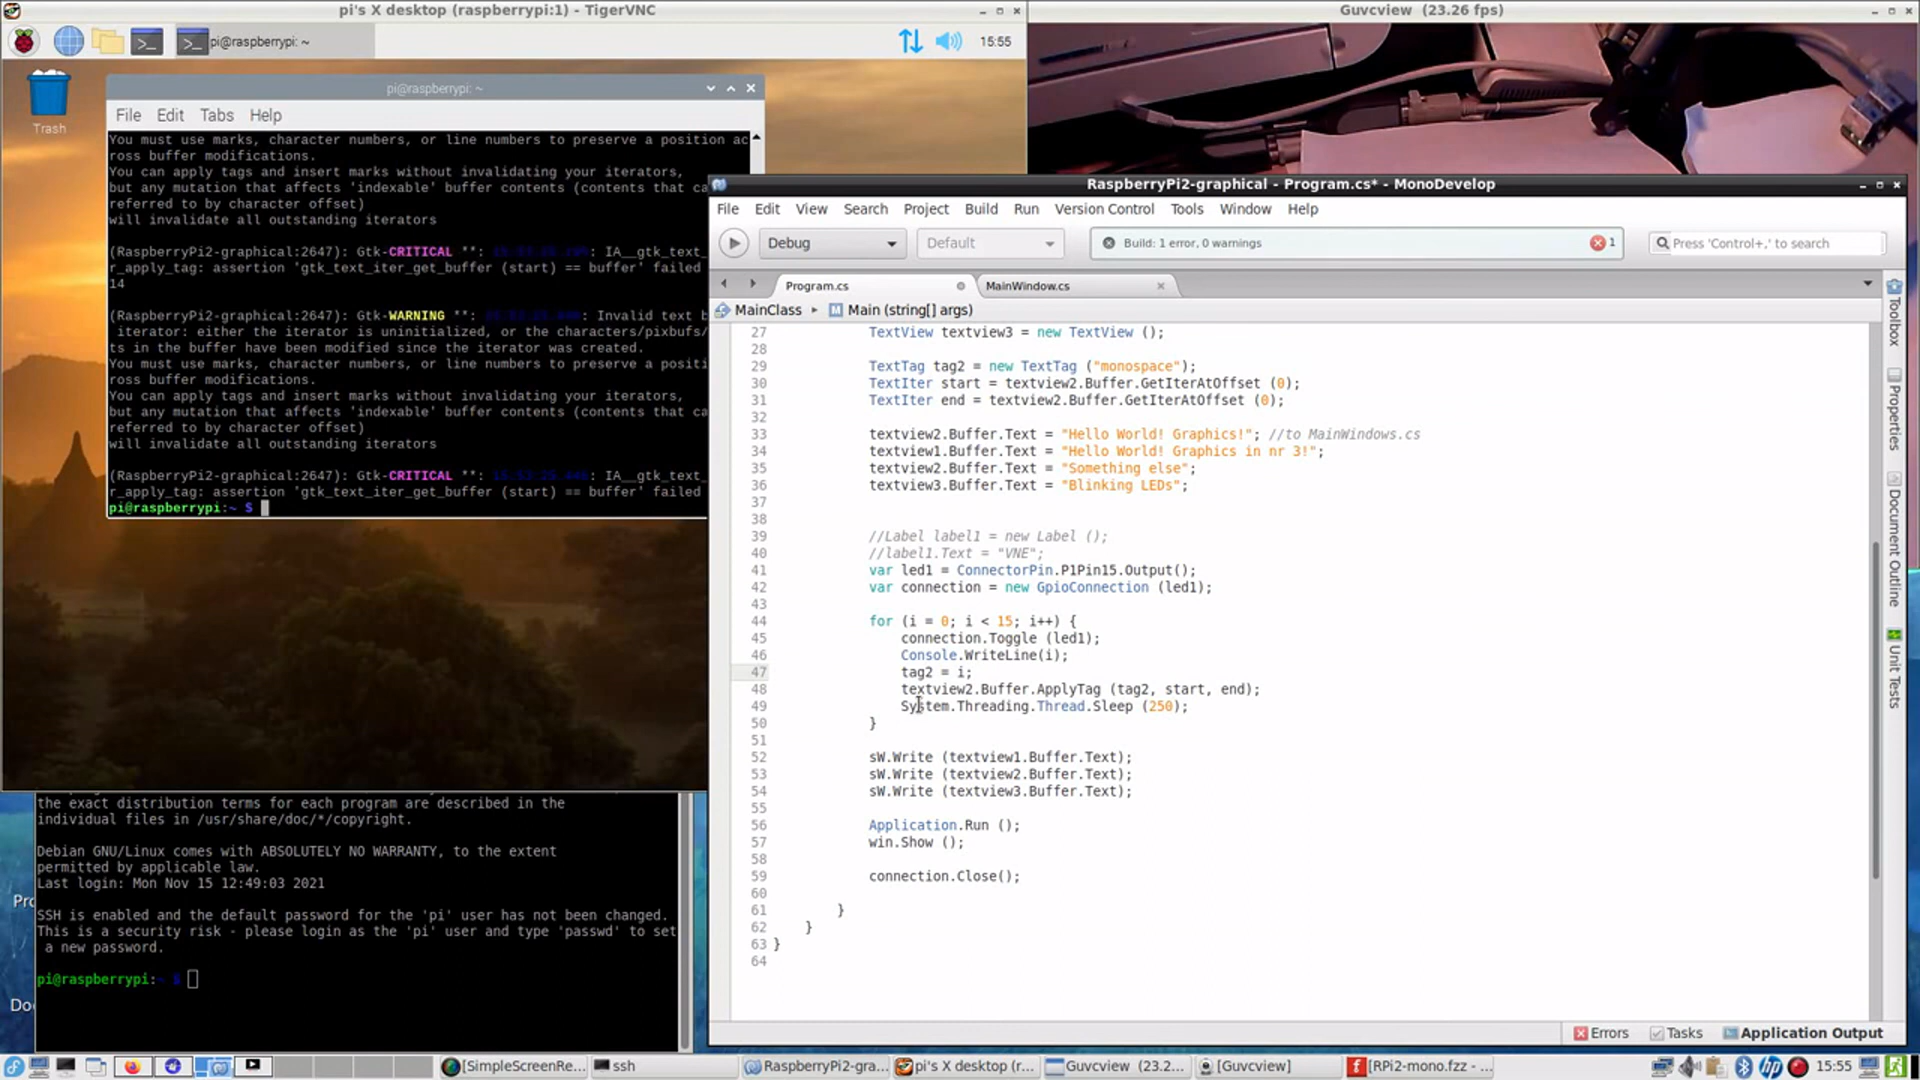 pi's X desktop (raspberrypi:1) - TigerVNC
pi@raspberrypi: ~
15:55
Trash
pi@raspberrypi: ~
File Edit Tabs Help
You must use marks, character numbers, or line numbers to preserve a position ac
ross buffer modifications.
You can apply tags and insert marks without invalidating your iterators,
but any mutation that affects 'indexable' buffer contents (contents that ca
referred to by character offset)
will invalidate all outstanding iterators
(RaspberryPi2-graphical:2647): Gtk-CRITICAL **: : IA__gtk_text_
r_apply_tag: assertion 'gtk_text_iter_get_buffer (start) == buffer' failed
14
(RaspberryPi2-graphical:2647): Gtk-WARNING **: : Invalid text b
iterator: either the iterator is uninitialized, or the characters/pixbufs/
ts in the buffer have been modified since the iterator was created.
You must use marks, character numbers, or line numbers to preserve a positi
ross buffer modifications.
You can apply tags and insert marks without invalidating your iterators,
but any mutation that affects 'indexable' buffer contents (contents that ca
referred to by character offset)
will invalidate all outstanding iterators
(RaspberryPi2-graphical:2647): Gtk-CRITICAL **: : IA__gtk_text_
r_apply_tag: assertion 'gtk_text_iter_get_buffer (start) == buffer' failed
pi@raspberrypi:~ $
the exact distribution terms for each program are described in the
individual files in /usr/share/doc/*/copyright.
Debian GNU/Linux comes with ABSOLUTELY NO WARRANTY, to the extent
permitted by applicable law.
Last login: Mon Nov 15 12:49:03 2021
SSH is enabled and the default password for the 'pi' user has not been changed.
This is a security risk - please login as the 'pi' user and type 'passwd' to set
a new password.
pi@raspberrypi:~ $
Guvcview (23.26 fps)
RaspberryPi2-graphical - Program.cs* - MonoDevelop
File Edit View Search Project Build Run Version Control Tools Window Help
Debug
Default
Build: 1 error, 0 warnings
1
Press 'Control+,' to search
Program.cs
MainWindow.cs
MainClass
Main (string[] args)
27 TextView textview3 = new TextView ();
28
29 TextTag tag2 = new TextTag ("monospace");
30 TextIter start = textview2.Buffer.GetIterAtOffset (0);
31 TextIter end = textview2.Buffer.GetIterAtOffset (0);
32
33 textview2.Buffer.Text = "Hello World! Graphics!"; //to MainWindows.cs
34 textview1.Buffer.Text = "Hello World! Graphics in nr 3!";
35 textview2.Buffer.Text = "Something else";
36 textview3.Buffer.Text = "Blinking LEDs";
37
38
39 //Label label1 = new Label ();
40 //label1.Text = "VNE";
41 var led1 = ConnectorPin.P1Pin15.Output();
42 var connection = new GpioConnection (led1);
43
44 for (i = 0; i < 15; i++) {
45 connection.Toggle (led1);
46 Console.WriteLine(i);
47 tag2 = i;
48 textview2.Buffer.ApplyTag (tag2, start, end);
49 System.Threading.Thread.Sleep (250);
50 }
51
52 sW.Write (textview1.Buffer.Text);
53 sW.Write (textview2.Buffer.Text);
54 sW.Write (textview3.Buffer.Text);
55
56 Application.Run ();
57 win.Show ();
58
59 connection.Close();
60
61 }
62 }
63 }
64
Toolbox
Properties
Document Outline
Unit Tests
Errors
Tasks
Application Output
[SimpleScreenRe...
ssh
RaspberryPi2-gra...
pi's X desktop (r...
Guvcview (23.2...
[Guvcview]
[RPi2-mono.fzz - ...
15:55